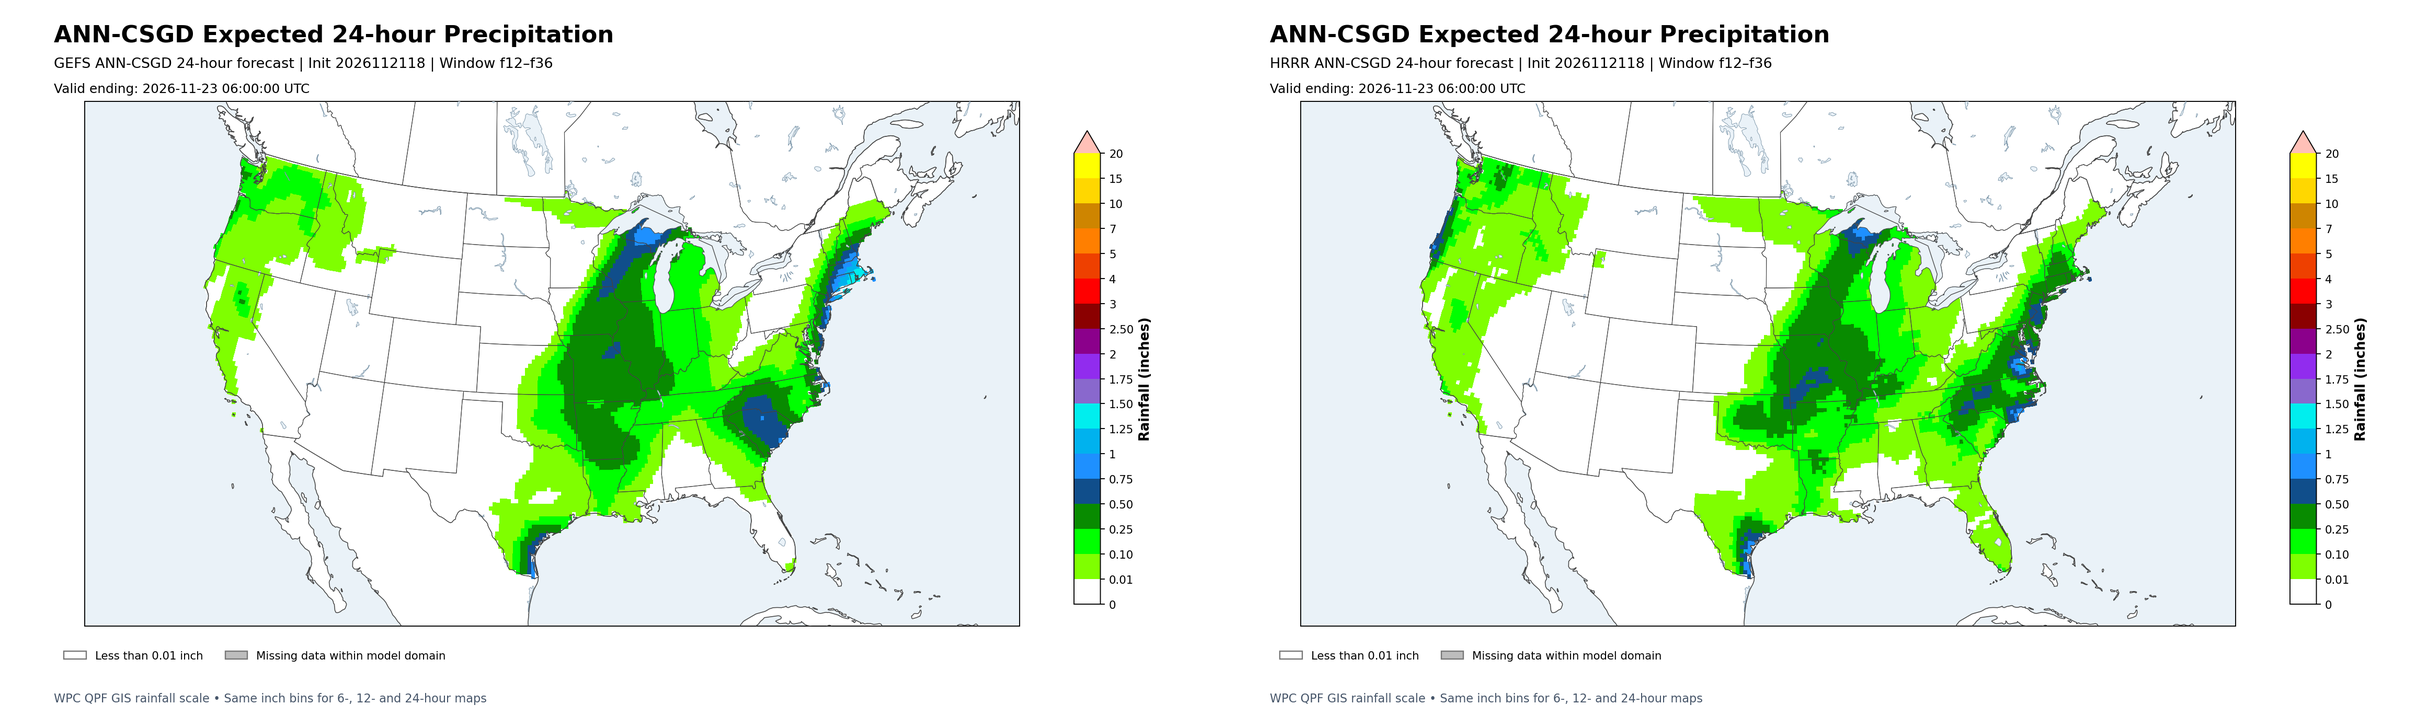 ANN-CSGD Expected 24-hour Precipitation
GEFS ANN-CSGD 24-hour forecast | Init 2026112118 | Window f12–f36
Valid ending: 2026-11-23 06:00:00 UTC
20
15
10
7
5
4
3
2.50
2
1.75
1.50
1.25
1
0.75
0.50
0.25
0.10
0.01
0
Rainfall (inches)
Less than 0.01 inch
Missing data within model domain
WPC QPF GIS rainfall scale • Same inch bins for 6-, 12- and 24-hour maps
ANN-CSGD Expected 24-hour Precipitation
HRRR ANN-CSGD 24-hour forecast | Init 2026112118 | Window f12–f36
Valid ending: 2026-11-23 06:00:00 UTC
20
15
10
7
5
4
3
2.50
2
1.75
1.50
1.25
1
0.75
0.50
0.25
0.10
0.01
0
Rainfall (inches)
Less than 0.01 inch
Missing data within model domain
WPC QPF GIS rainfall scale • Same inch bins for 6-, 12- and 24-hour maps